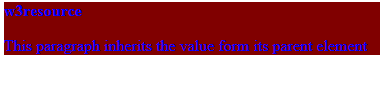 w3resource
This paragraph inherits the value form its parent element